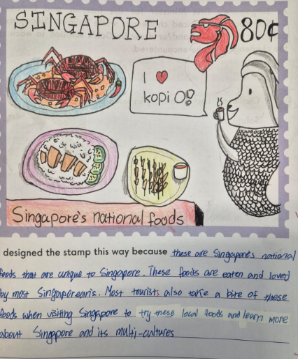 SINGAPORE
80¢
I ♥
kopi O!
Singapore's national foods
designed the stamp this way because these are Singapore's national
foods that are unique to Singapore. These foods are eaten and loved
by most Singaporeans. Most tourists also take a bite of these
foods when visiting Singapore to try these local foods and learn more
about Singapore and its multi-cultures